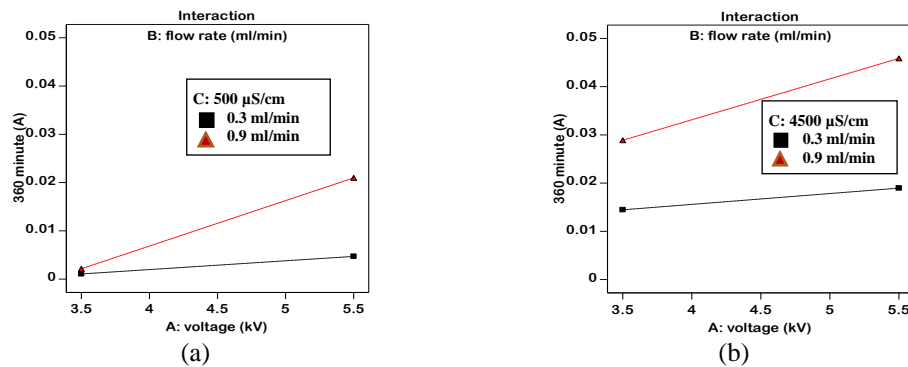 Interaction
B: flow rate (ml/min)
C: 500 µS/cm
0.3 ml/min
0.9 ml/min
360 minute (A)
0.05
0.04
0.03
0.02
0.01
0
3.5
4
4.5
5
5.5
A: voltage (kV)
(a)
Interaction
B: flow rate (ml/min)
C: 4500 µS/cm
0.3 ml/min
0.9 ml/min
360 minute (A)
0.05
0.04
0.03
0.02
0.01
0
3.5
4
4.5
5
5.5
A: voltage (kV)
(b)